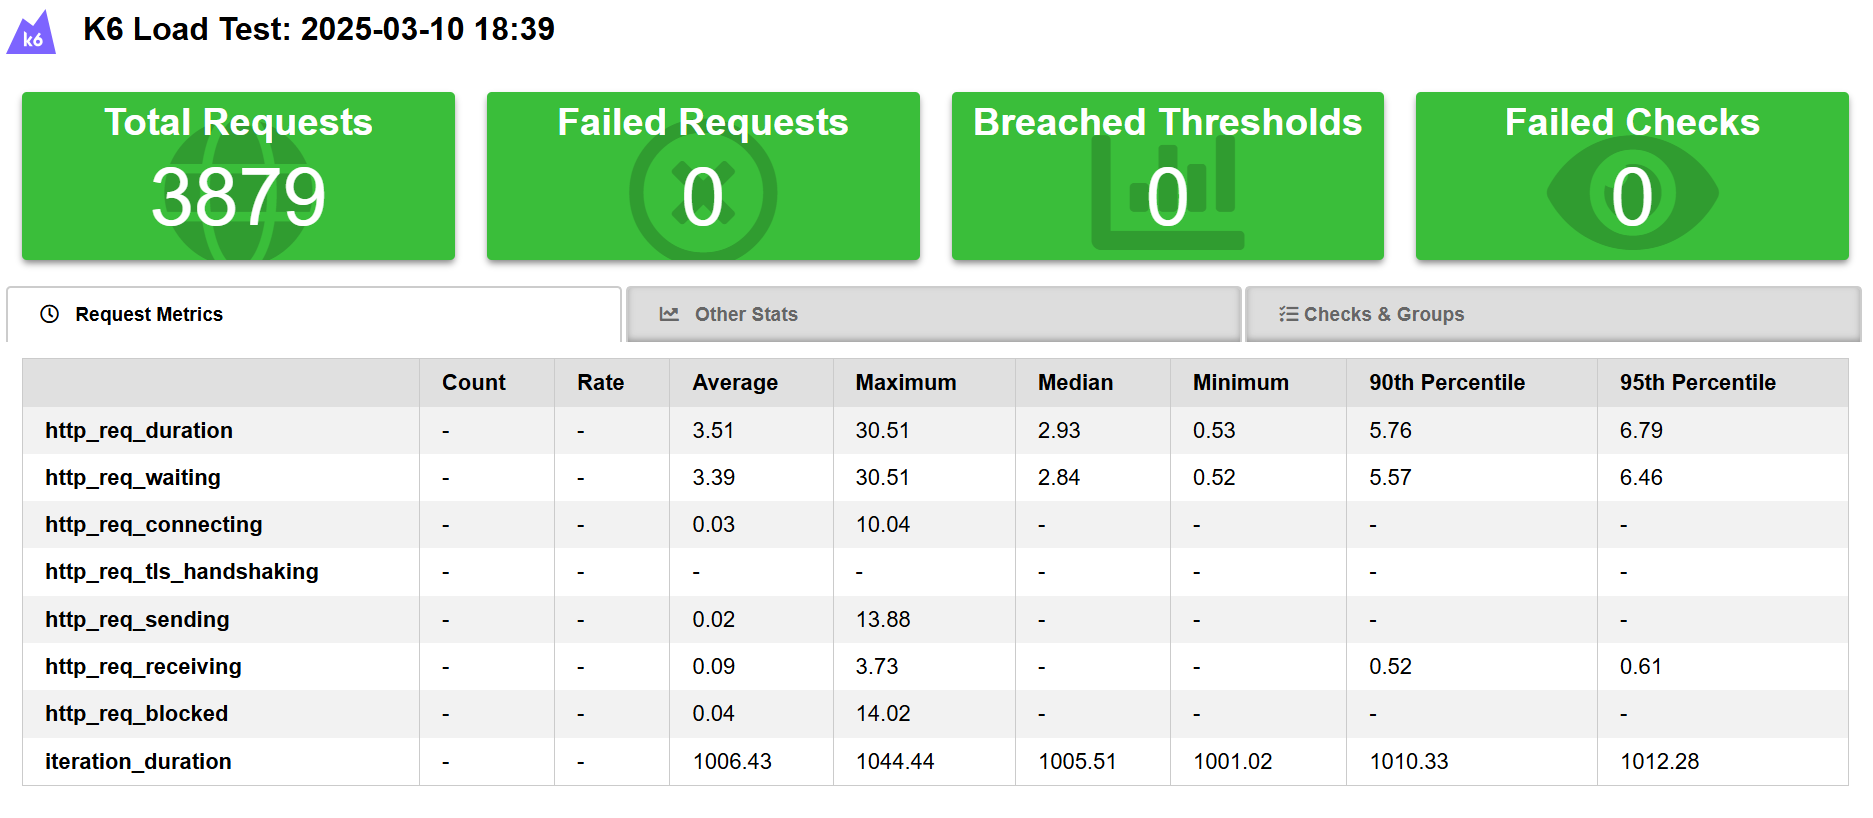 k6
K6 Load Test: 2025-03-10 18:39
Total Requests
3879
Failed Requests
0
Breached Thresholds
0
Failed Checks
0
Request Metrics
Other Stats
Checks & Groups
Count Rate Average Maximum Median Minimum 90th Percentile 95th Percentile
http_req_duration - - 3.51 30.51 2.93 0.53 5.76 6.79
http_req_waiting - - 3.39 30.51 2.84 0.52 5.57 6.46
http_req_connecting - - 0.03 10.04 - - - -
http_req_tls_handshaking - - - - - - - -
http_req_sending - - 0.02 13.88 - - - -
http_req_receiving - - 0.09 3.73 - - 0.52 0.61
http_req_blocked - - 0.04 14.02 - - - -
iteration_duration - - 1006.43 1044.44 1005.51 1001.02 1010.33 1012.28